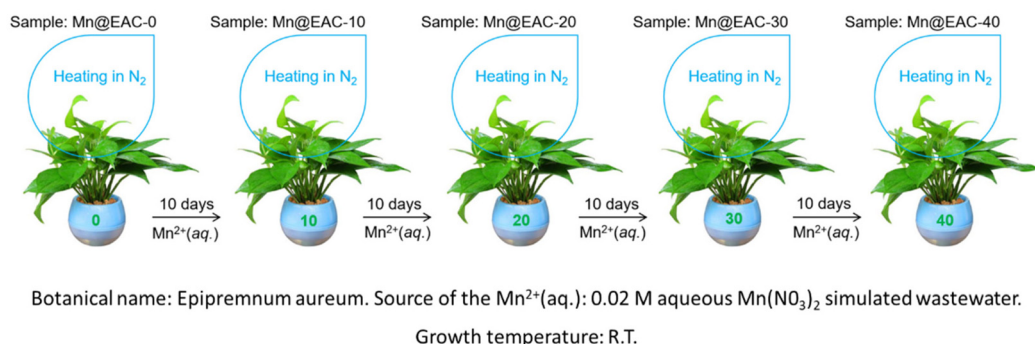 Sample: Mn@EAC-0 Sample: Mn@EAC-10 Sample: Mn@EAC-20 Sample: Mn@EAC-30 Sample: Mn@EAC-40
Heating in N₂ Heating in N₂ Heating in N₂ Heating in N₂ Heating in N₂
0 10 days 10 10 days 20 10 days 30 10 days 40
Mn²⁺(aq.) Mn²⁺(aq.) Mn²⁺(aq.) Mn²⁺(aq.)
Botanical name: Epipremnum aureum. Source of the Mn²⁺(aq.): 0.02 M aqueous Mn(N0₃)₂ simulated wastewater.
Growth temperature: R.T.